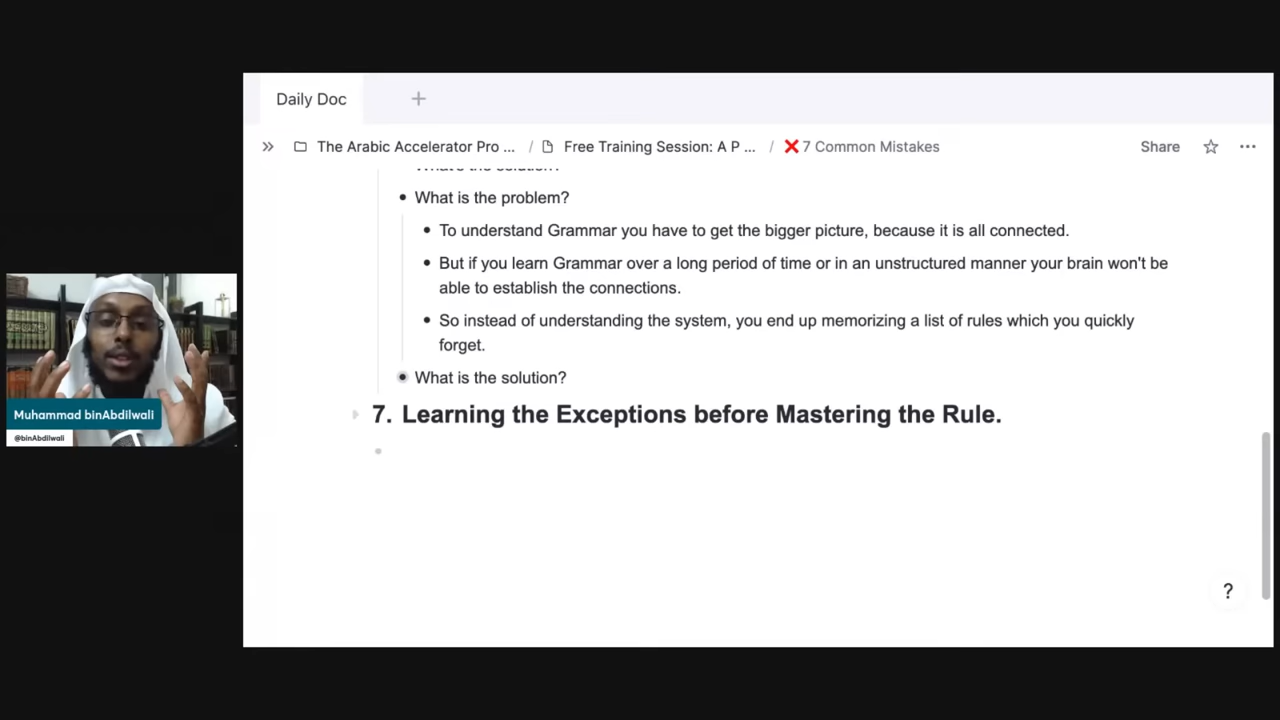 Daily Doc
The Arabic Accelerator Pro ... / Free Training Session: A P ... / ❌ 7 Common Mistakes
Share
What's the solution?
What is the problem?
To understand Grammar you have to get the bigger picture, because it is all connected.
But if you learn Grammar over a long period of time or in an unstructured manner your brain won't be
able to establish the connections.
So instead of understanding the system, you end up memorizing a list of rules which you quickly
forget.
What is the solution?
7. Learning the Exceptions before Mastering the Rule.
Muhammad binAbdilwali
@binAbdilwali
?